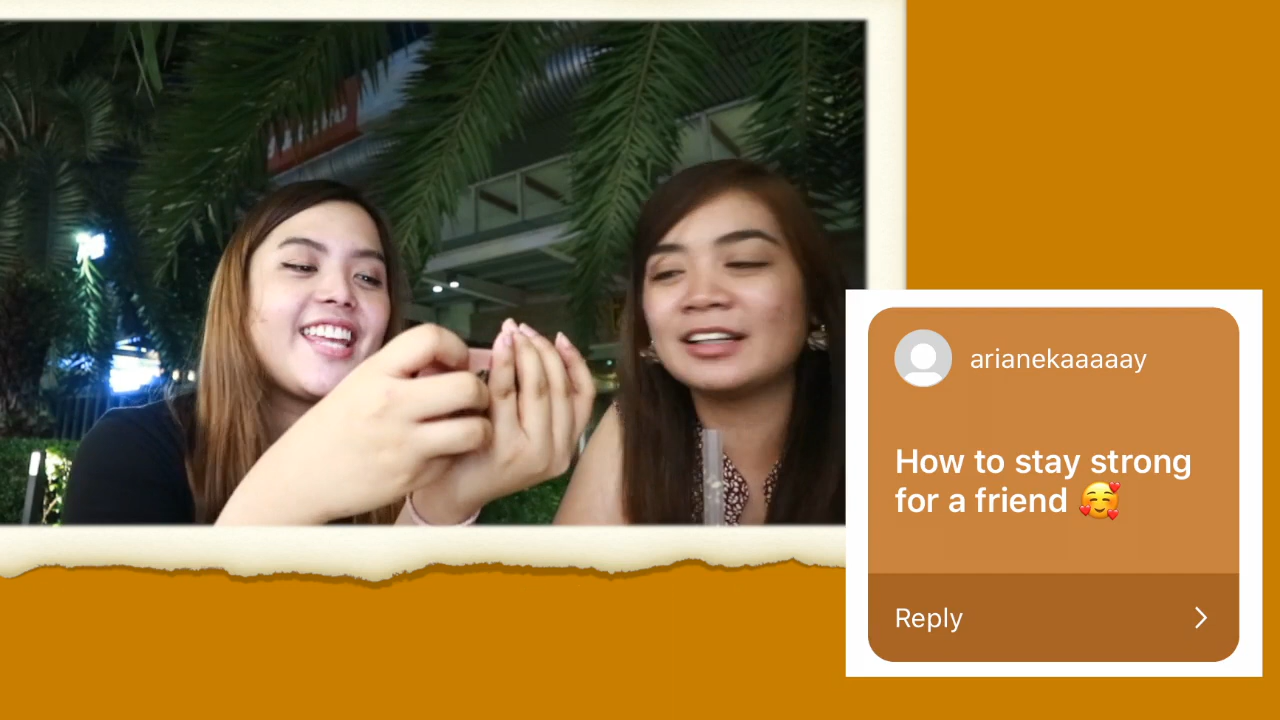 arianekaaaaay
How to stay strong
for a friend 🥰
Reply